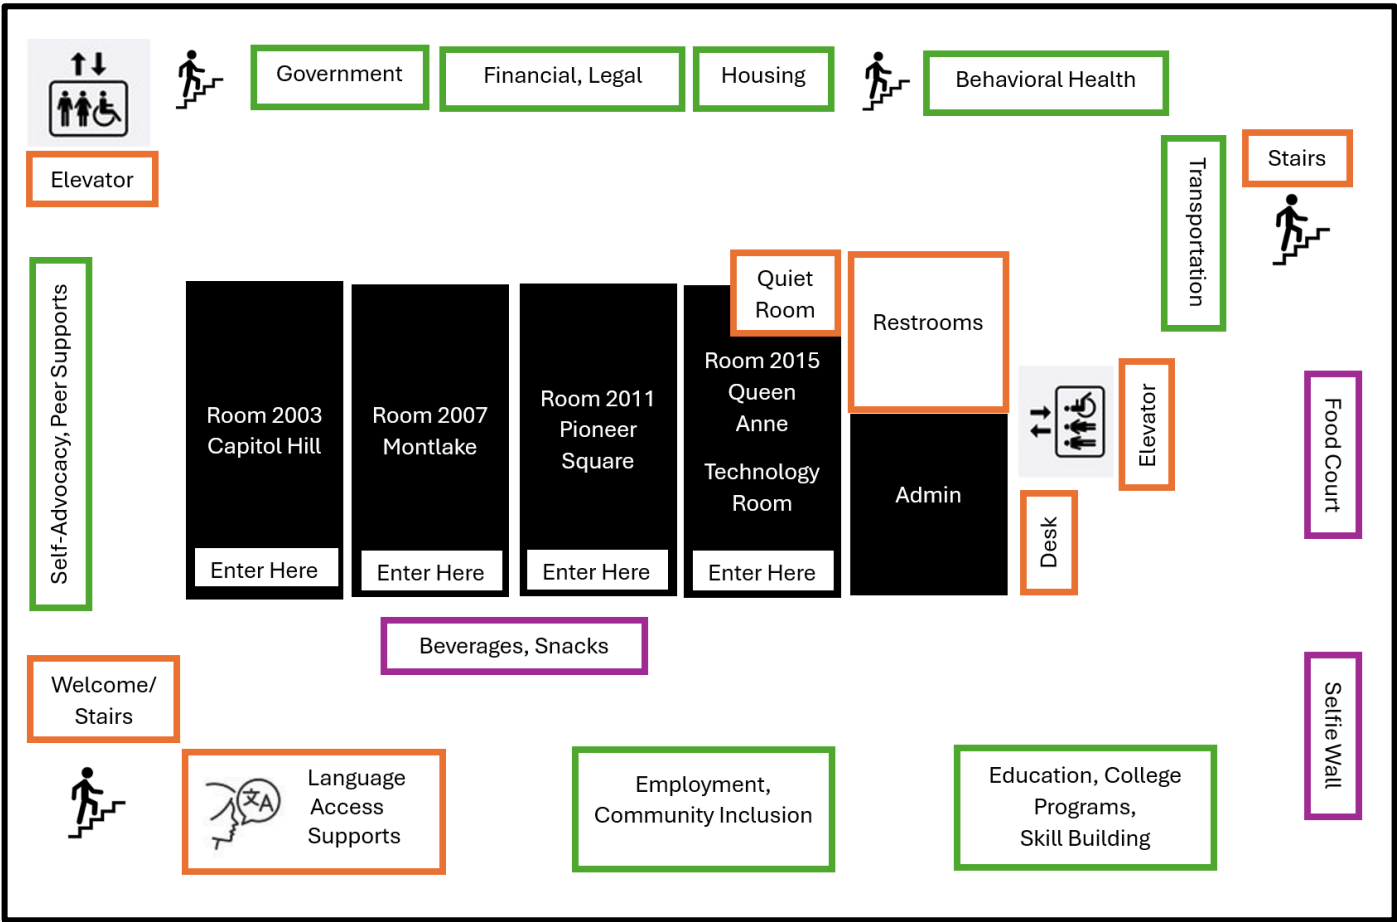 Government
Financial, Legal
Housing
Behavioral Health
Elevator
Transportation
Stairs
Self-Advocacy, Peer Supports
Room 2003
Capitol Hill
Enter Here
Room 2007
Montlake
Enter Here
Room 2011
Pioneer
Square
Enter Here
Quiet
Room
Room 2015
Queen
Anne
Technology
Room
Enter Here
Restrooms
Admin
Elevator
Desk
Food Court
Beverages, Snacks
Welcome/
Stairs
Selfie Wall
文A
Language
Access
Supports
Employment,
Community Inclusion
Education, College
Programs,
Skill Building